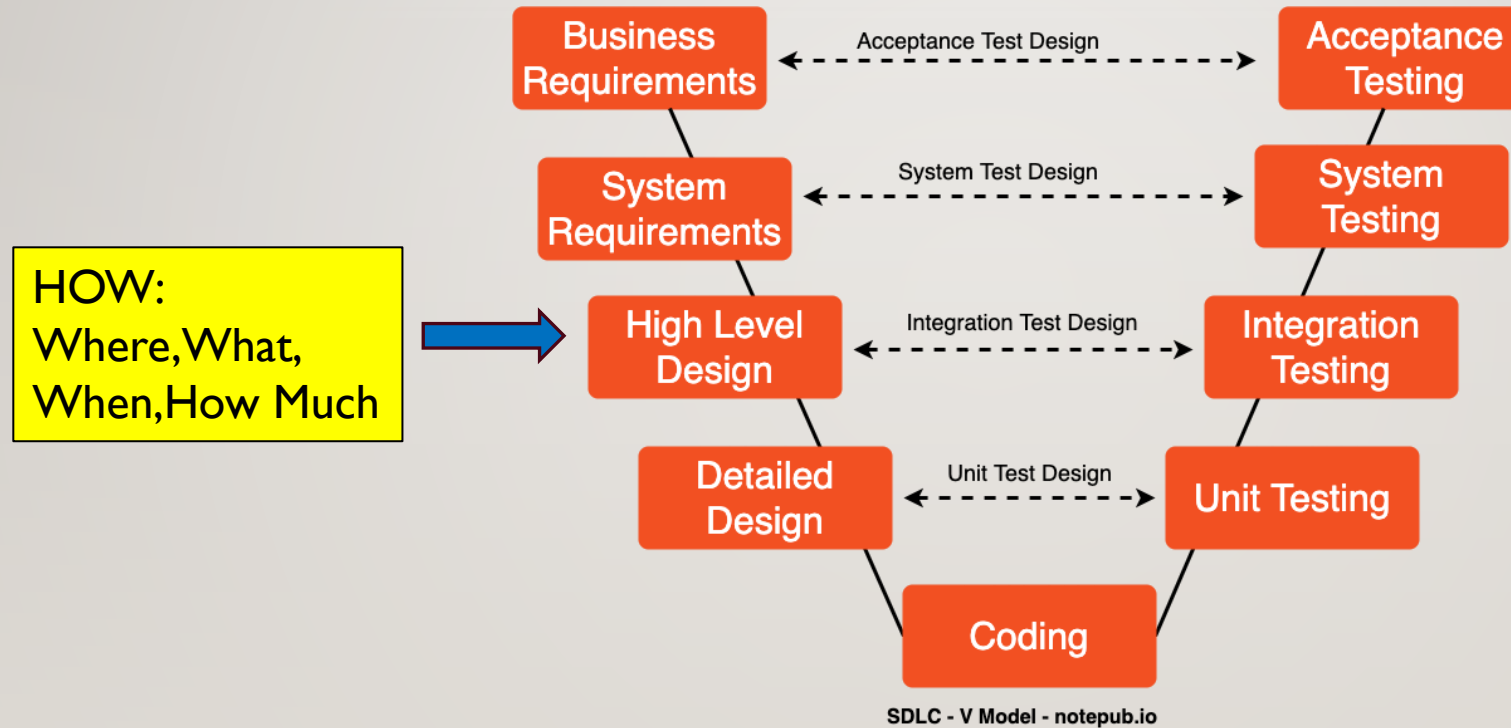 Business
Requirements
Acceptance Test Design
Acceptance
Testing
System
Requirements
System Test Design
System
Testing
HOW:
Where,What,
When,How Much
High Level
Design
Integration Test Design
Integration
Testing
Detailed
Design
Unit Test Design
Unit Testing
Coding
SDLC - V Model - notepub.io